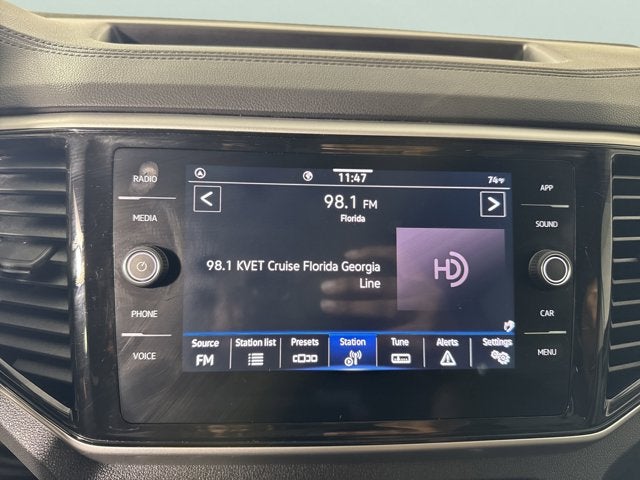 RADIO
MEDIA
PHONE
VOICE
11:47
74°F
<
98.1 FM
>
Florida
98.1 KVET Cruise Florida Georgia
Line
HD
Source
FM
Station list
Presets
Station
Tune
Alerts
Settings
APP
SOUND
CAR
MENU